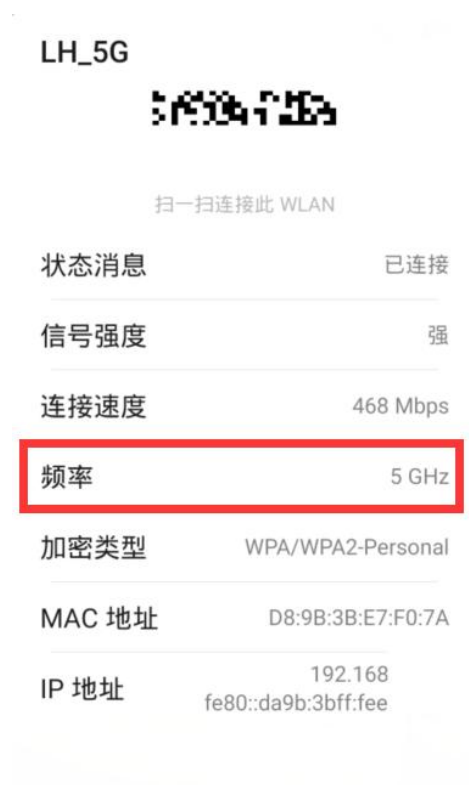 LH_5G
扫一扫连接此 WLAN
状态消息 已连接
信号强度 强
连接速度 468 Mbps
频率 5 GHz
加密类型 WPA/WPA2-Personal
MAC 地址 D8:9B:3B:E7:F0:7A
IP 地址 192.168
fe80::da9b:3bff:fee